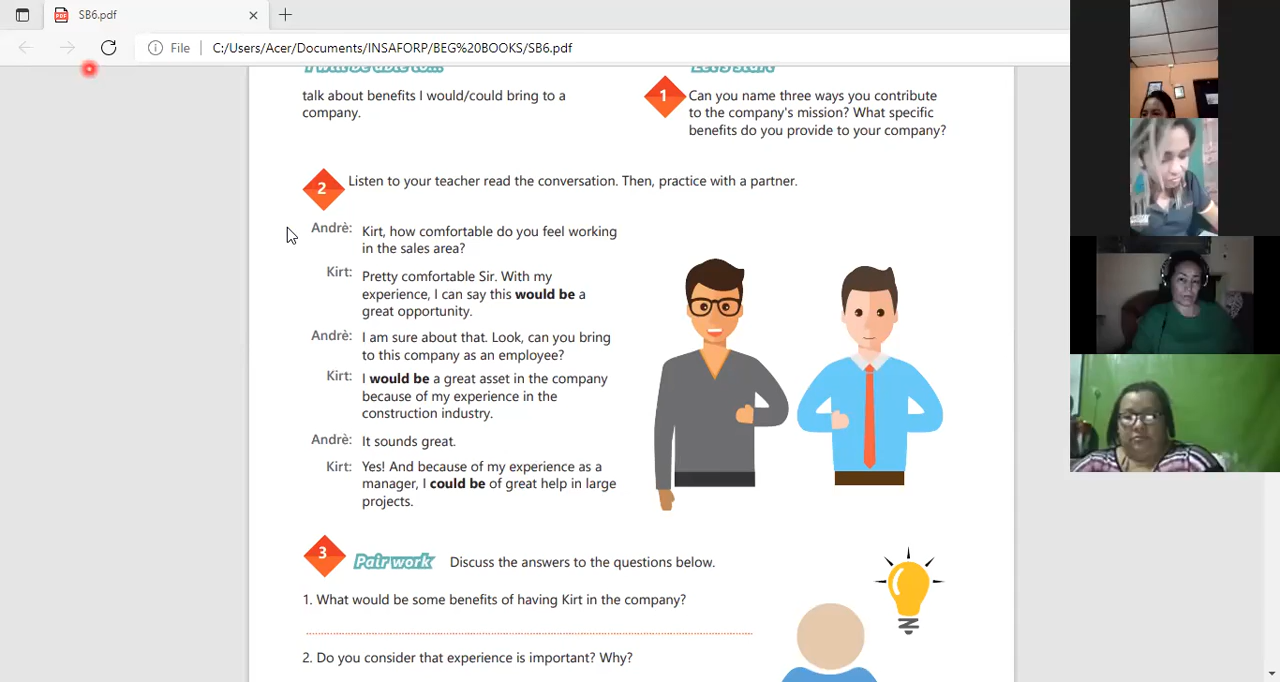 SB6.pdf
File C:/Users/Acer/Documents/INSAFORP/BEG%20BOOKS/SB6.pdf
I will be able to...
talk about benefits I would/could bring to a
company.
Let's start
1
Can you name three ways you contribute
to the company's mission? What specific
benefits do you provide to your company?
2
Listen to your teacher read the conversation. Then, practice with a partner.
Andrè: Kirt, how comfortable do you feel working
in the sales area?
Kirt: Pretty comfortable Sir. With my
experience, I can say this would be a
great opportunity.
Andrè: I am sure about that. Look, can you bring
to this company as an employee?
Kirt: I would be a great asset in the company
because of my experience in the
construction industry.
Andrè: It sounds great.
Kirt: Yes! And because of my experience as a
manager, I could be of great help in large
projects.
3
Pair work Discuss the answers to the questions below.
1. What would be some benefits of having Kirt in the company?
2. Do you consider that experience is important? Why?